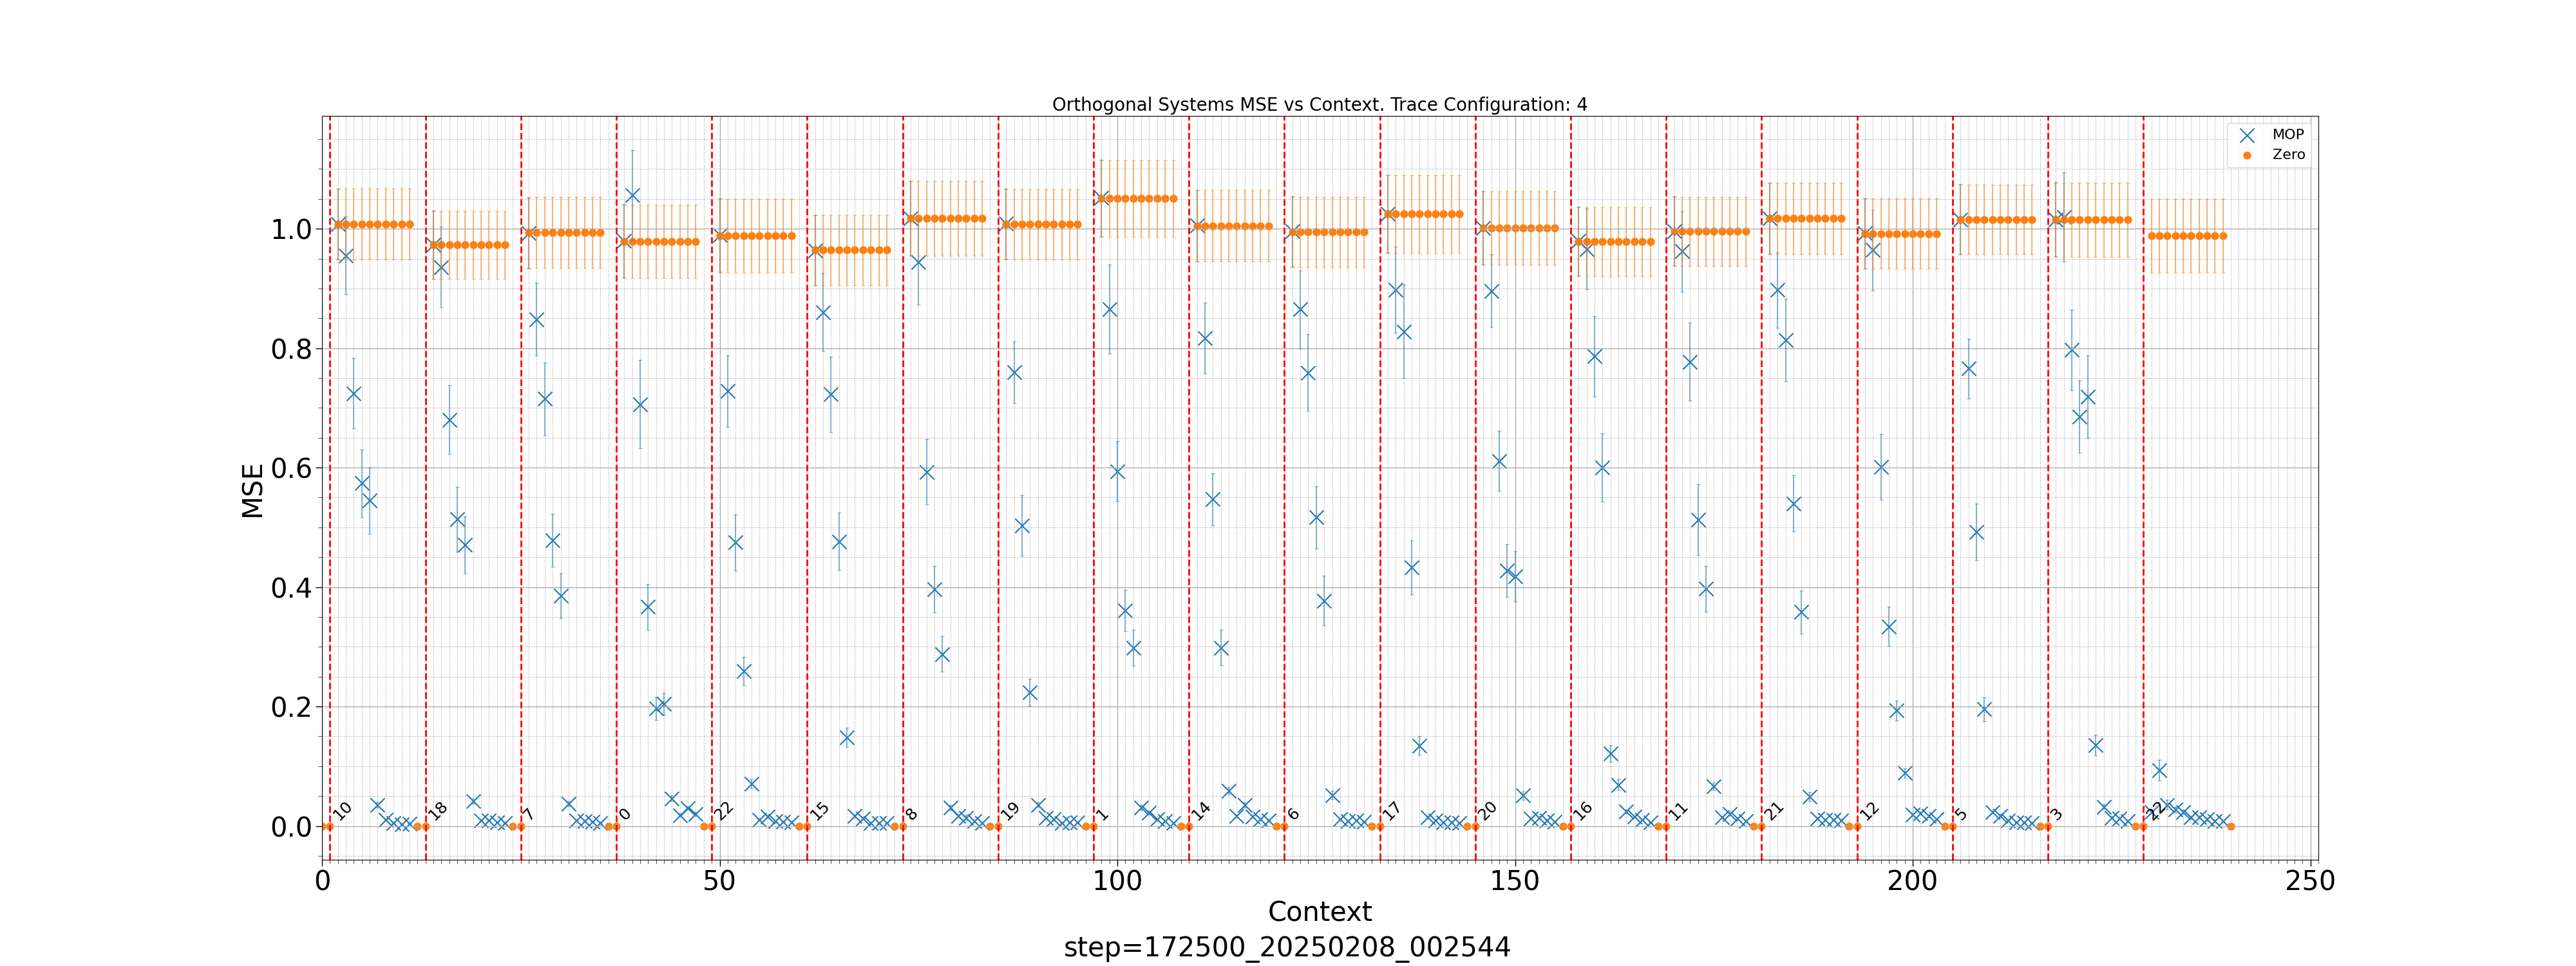 Orthogonal Systems MSE vs Context. Trace Configuration: 4
MOP
Zero
MSE
1.0
0.8
0.6
0.4
0.2
0.0
10 18 7 0 22 15 8 19 1 14 6 17 20 16 11 21 12 5 3 22
0 50 100 150 200 250
Context
step=172500_20250208_002544